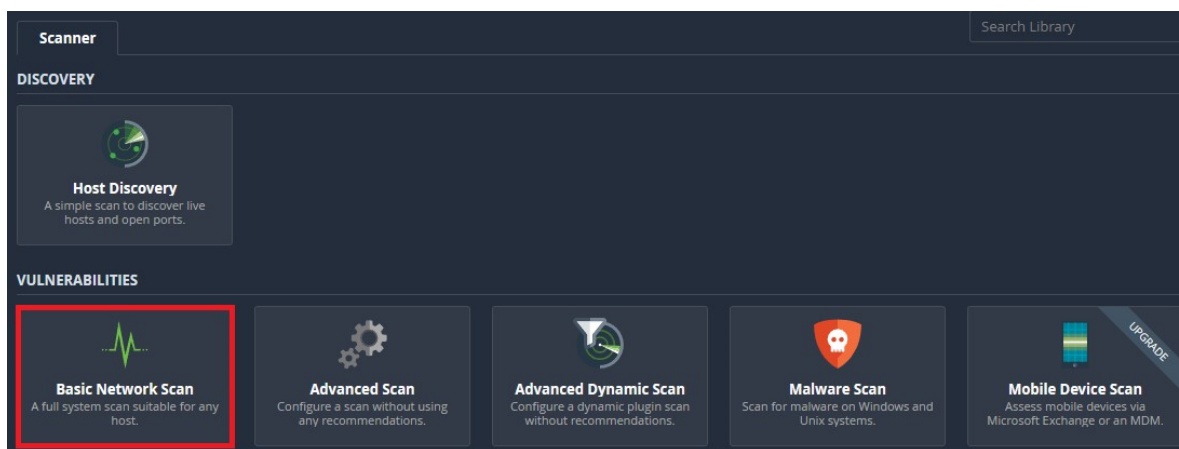 Scanner
Search Library
DISCOVERY
Host Discovery
A simple scan to discover live
hosts and open ports.
VULNERABILITIES
Basic Network Scan
A full system scan suitable for any
host.
Advanced Scan
Configure a scan without using
any recommendations.
Advanced Dynamic Scan
Configure a dynamic plugin scan
without recommendations.
Malware Scan
Scan for malware on Windows and
Unix systems.
UPGRADE
Mobile Device Scan
Assess mobile devices via
Microsoft Exchange or an MDM.